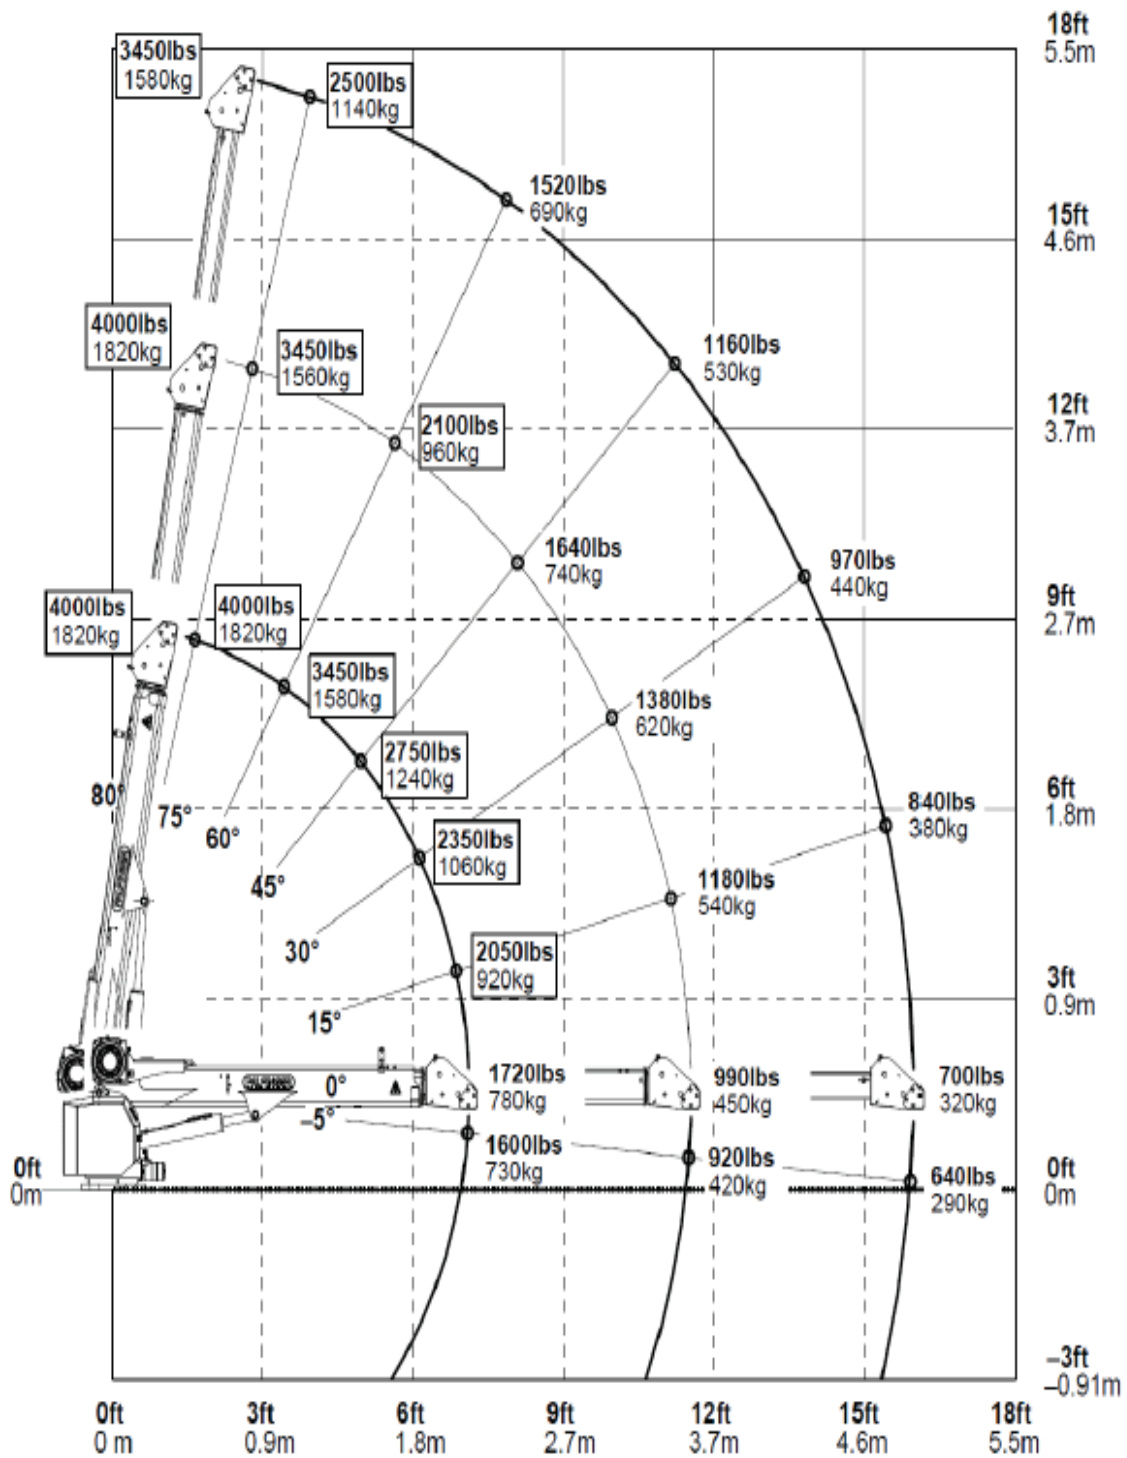 18ft
5.5m
3450lbs
1580kg
2500lbs
1140kg
1520lbs
690kg
15ft
4.6m
4000lbs
1820kg
3450lbs
1560kg
1160lbs
530kg
2100lbs
960kg
12ft
3.7m
1640lbs
740kg
970lbs
440kg
4000lbs
1820kg
4000lbs
1820kg
9ft
2.7m
3450lbs
1580kg
1380lbs
620kg
2750lbs
1240kg
80°
75°
60°
45°
30°
15°
0°
–5°
6ft
1.8m
840lbs
380kg
2350lbs
1060kg
1180lbs
540kg
2050lbs
920kg
3ft
0.9m
1720lbs
780kg
990lbs
450kg
700lbs
320kg
1600lbs
730kg
920lbs
420kg
640lbs
290kg
0ft
0m
0ft
0m
–3ft
–0.91m
0ft
0 m
3ft
0.9m
6ft
1.8m
9ft
2.7m
12ft
3.7m
15ft
4.6m
18ft
5.5m